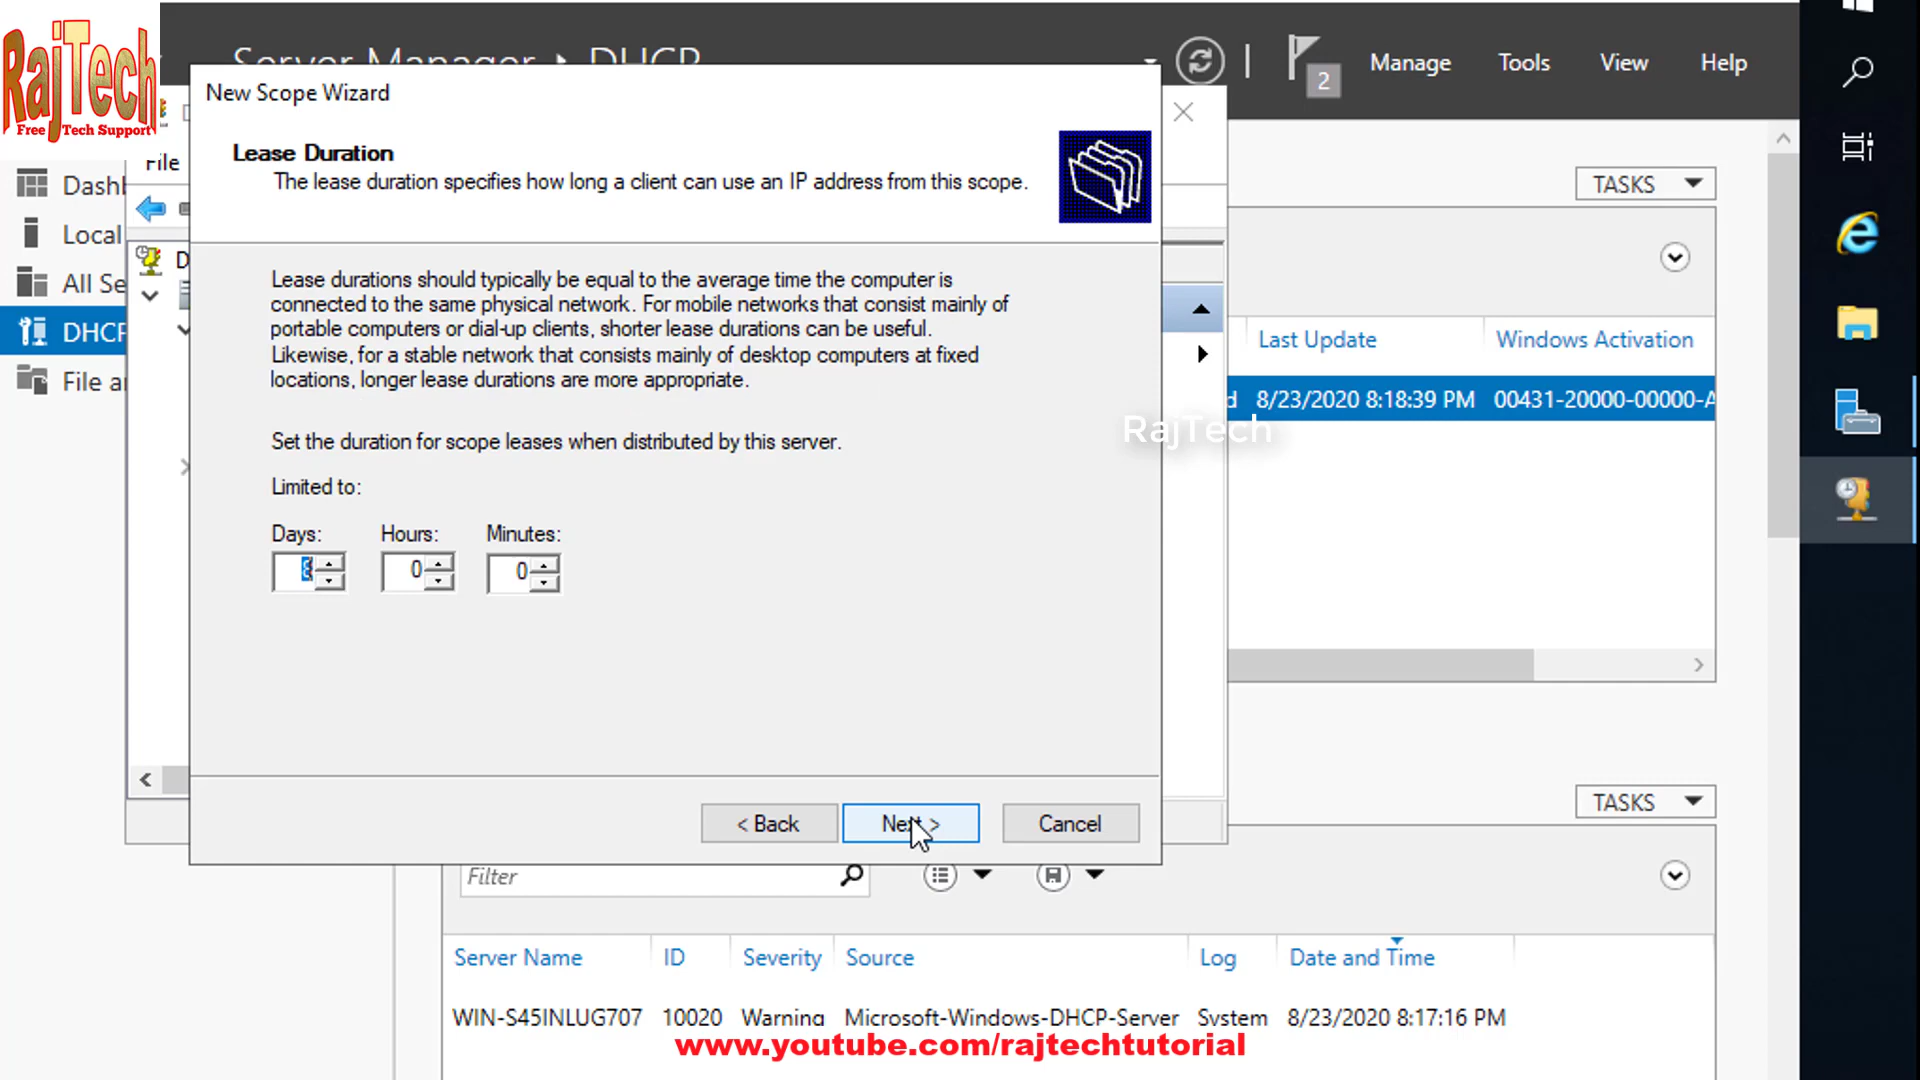 RajTech
Free Tech Support
Server Manager DHCP
2
Manage
Tools
View
Help
New Scope Wizard
Lease Duration
The lease duration specifies how long a client can use an IP address from this scope.
File
TASKS
Dashb
Local
All Se
DHCP
File an
D
Lease durations should typically be equal to the average time the computer is
connected to the same physical network. For mobile networks that consist mainly of
portable computers or dial-up clients, shorter lease durations can be useful.
Likewise, for a stable network that consists mainly of desktop computers at fixed
locations, longer lease durations are more appropriate.
Last Update
Windows Activation
d
8/23/2020 8:18:39 PM
00431-20000-00000-A
RajTech
Set the duration for scope leases when distributed by this server.
Limited to:
Days:
Hours:
Minutes:
8
0
0
< Back
Next >
Cancel
TASKS
Filter
Server Name
ID
Severity
Source
Log
Date and Time
WIN-S45INLUG707
10020
Warning
Microsoft-Windows-DHCP-Server
System
8/23/2020 8:17:16 PM
www.youtube.com/rajtechtutorial